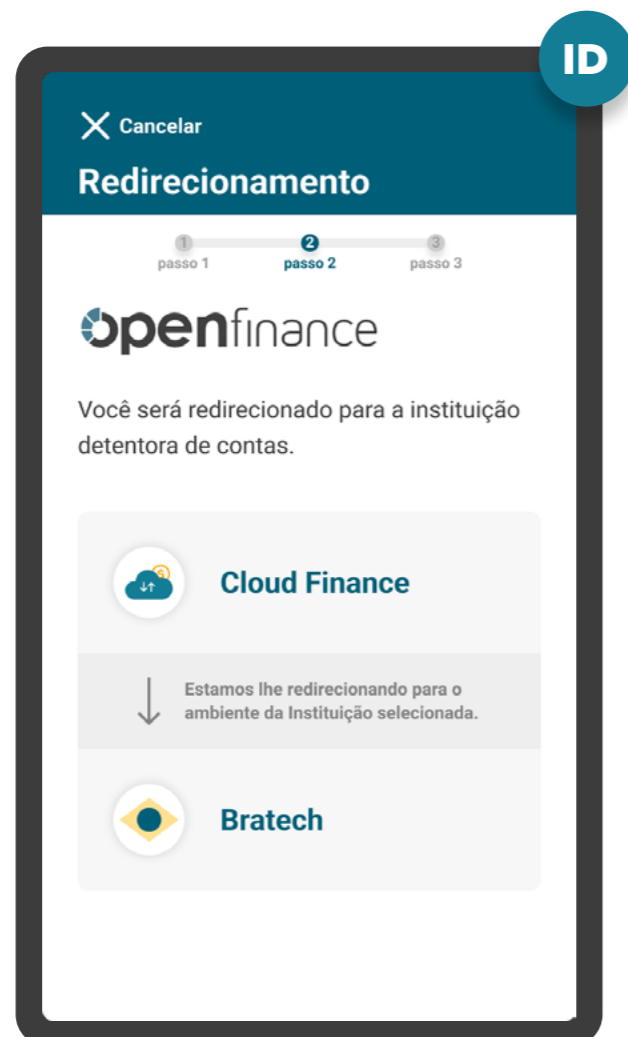 ID
Cancelar
Redirecionamento
1 2 3
passo 1 passo 2 passo 3
openfinance
Você será redirecionado para a instituição
detentora de contas.
$
Cloud Finance
Estamos lhe redirecionando para o
ambiente da Instituição selecionada.
Bratech